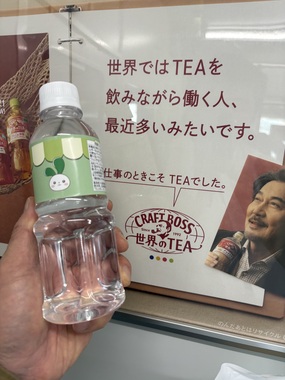 世界ではTEAを
飲みながら働く人、
最近多いみたいです。
仕事のときこそ TEAでした。
CRAFT BOSS
Since 1992
世界のTEA